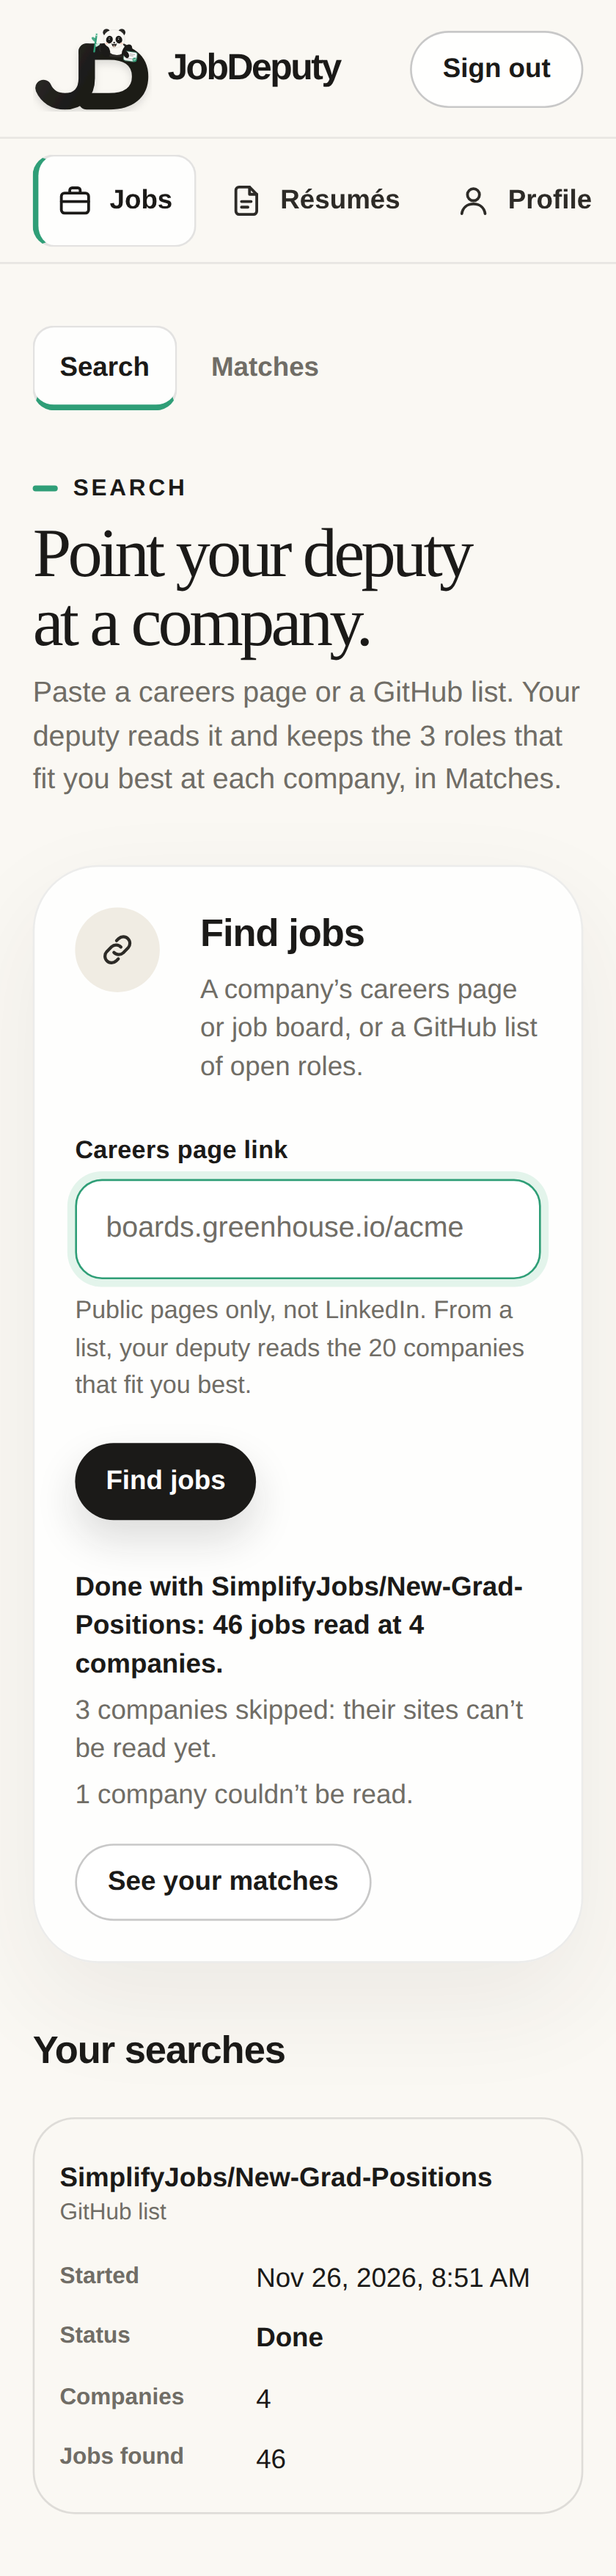 JobDeputy
Sign out
Jobs
Résumés
Profile
Search
Matches
SEARCH
Point your deputy
at a company.
Paste a careers page or a GitHub list. Your
deputy reads it and keeps the 3 roles that
fit you best at each company, in Matches.
Find jobs
A company’s careers page
or job board, or a GitHub list
of open roles.
Careers page link
boards.greenhouse.io/acme
Public pages only, not LinkedIn. From a
list, your deputy reads the 20 companies
that fit you best.
Find jobs
Done with SimplifyJobs/New-Grad-
Positions: 46 jobs read at 4
companies.
3 companies skipped: their sites can’t
be read yet.
1 company couldn’t be read.
See your matches
Your searches
SimplifyJobs/New-Grad-Positions
GitHub list
Started Nov 26, 2026, 8:51 AM
Status Done
Companies 4
Jobs found 46